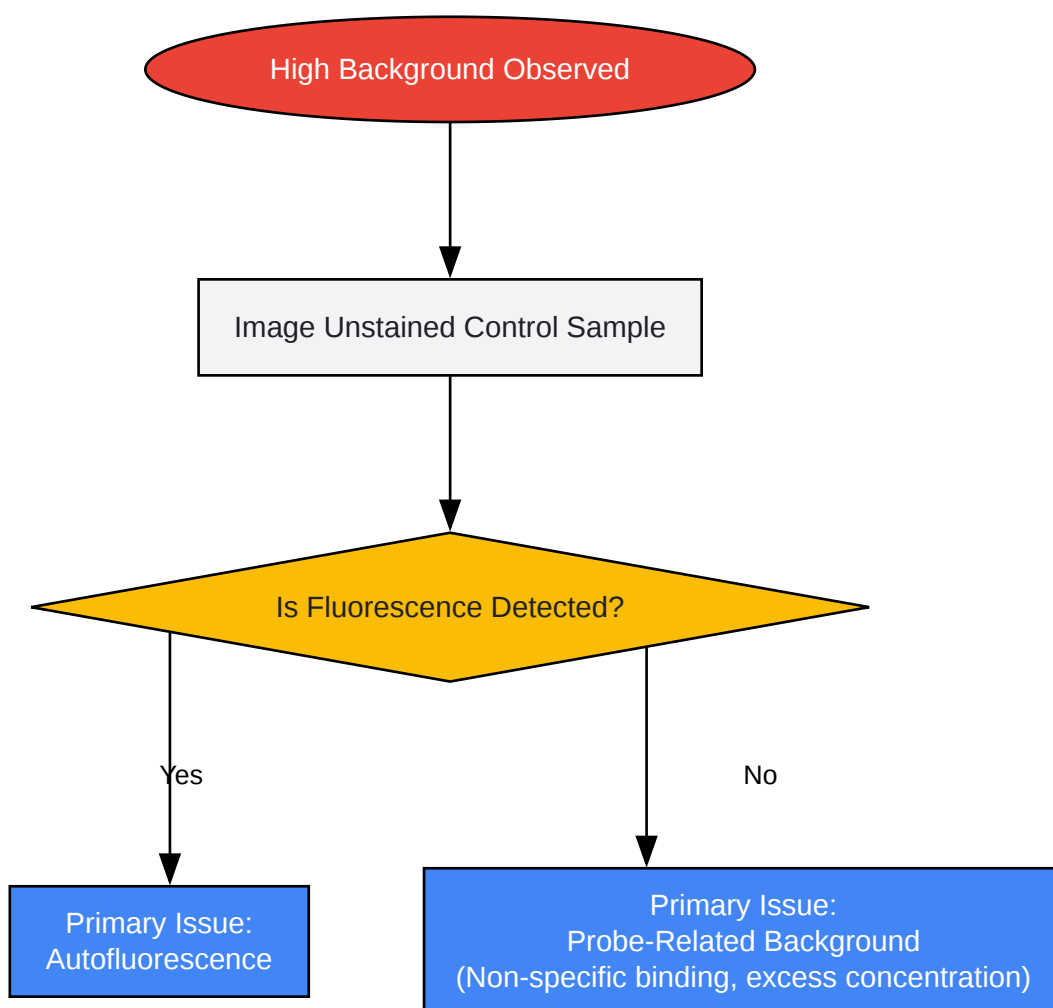 High Background Observed
Image Unstained Control Sample
Is Fluorescence Detected?
Yes
No
Primary Issue:
Autofluorescence
Primary Issue:
Probe-Related Background
(Non-specific binding, excess concentration)